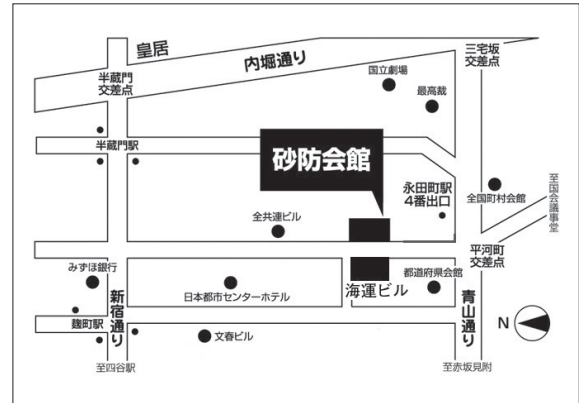 皇居
内堀通り
三宅坂
交差点
半蔵門
交差点
国立劇場
最高裁
半蔵門駅
砂防会館
永田町駅
4番出口
全国町村会館
至国会議事堂
全共連ビル
平河町
交差点
みずほ銀行
日本都市センターホテル
海運ビル
都道府県会館
新宿通り
青山通り
N
麹町駅
文春ビル
至四谷駅
至赤坂見附